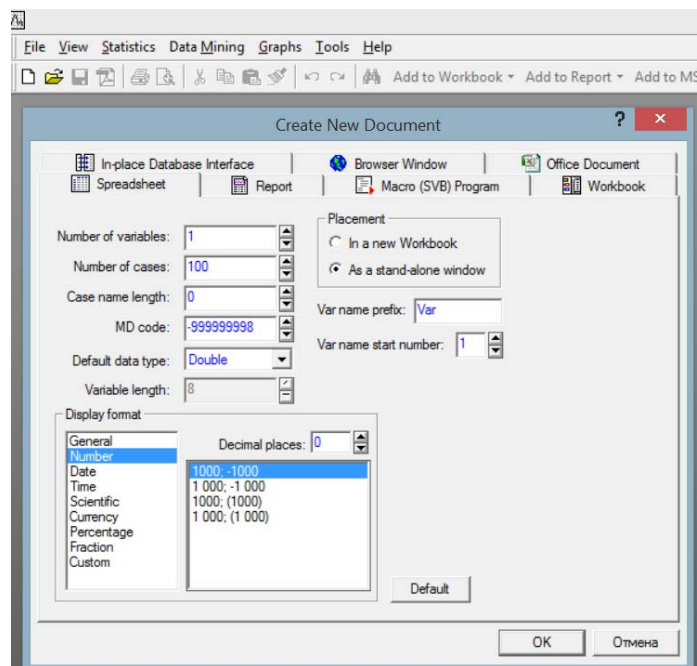 File View Statistics Data Mining Graphs Tools Help
Add to Workbook Add to Report Add to MS
Create New Document ?
In-place Database Interface Browser Window Office Document
Spreadsheet Report Macro (SVB) Program Workbook
Number of variables: 1
Number of cases: 100
Case name length: 0
MD code: -999999998
Default data type: Double
Variable length: 8
Placement
In a new Workbook
As a stand-alone window
Var name prefix: Var
Var name start number: 1
Display format
General
Number
Date
Time
Scientific
Currency
Percentage
Fraction
Custom
Decimal places: 0
1000; -1000
1 000; -1 000
1000; (1000)
1 000; (1 000)
Default
OK Отмена